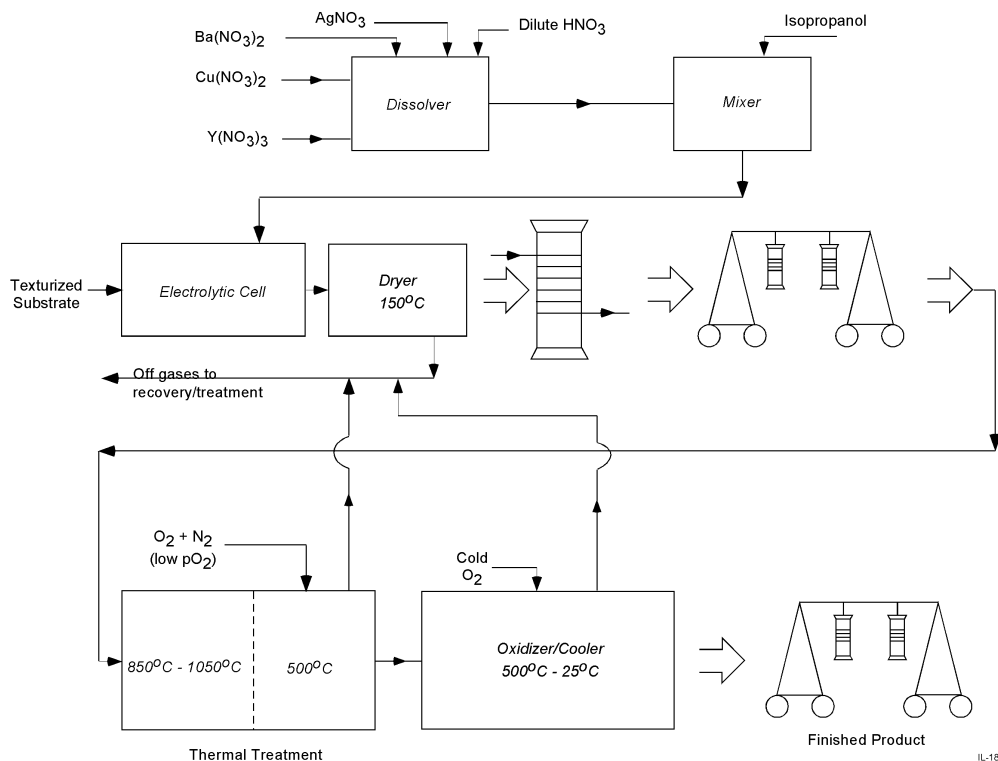 AgNO3
Ba(NO3)2
Dilute HNO3
Isopropanol
Cu(NO3)2
Dissolver
Mixer
Y(NO3)3
Texturized
Substrate
Electrolytic Cell
Dryer
150oC
Off gases to
recovery/treatment
O2 + N2
(low pO2)
Cold
O2
850oC - 1050oC
500oC
Oxidizer/Cooler
500oC - 25oC
Thermal Treatment
Finished Product
IL-18